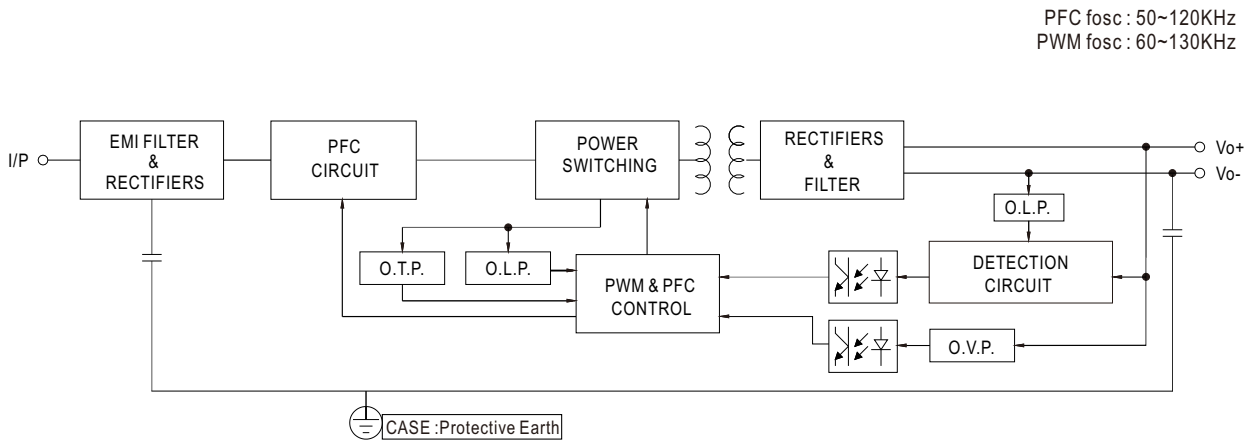 PFC fosc : 50~120KHz
PWM fosc : 60~130KHz
I/P
EMI FILTER
&
RECTIFIERS
PFC
CIRCUIT
POWER
SWITCHING
RECTIFIERS
&
FILTER
Vo+
Vo-
O.L.P.
O.T.P.
O.L.P.
PWM & PFC
CONTROL
DETECTION
CIRCUIT
O.V.P.
CASE :Protective Earth